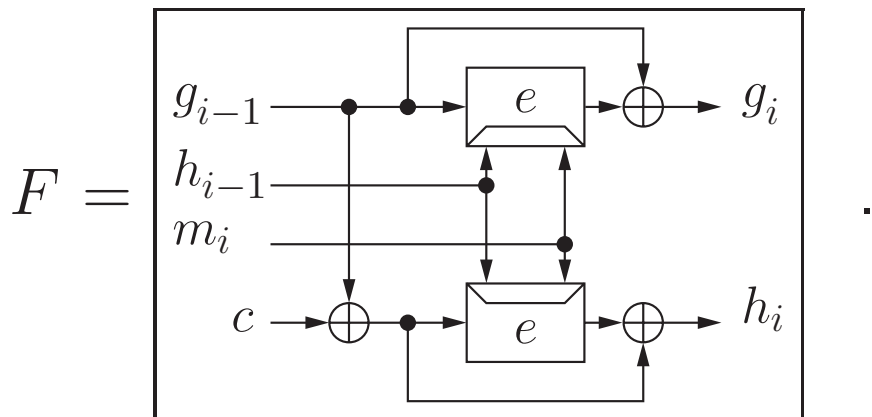 g_{i-1} e g_i
h_{i-1}
F =
m_i .
c e h_i